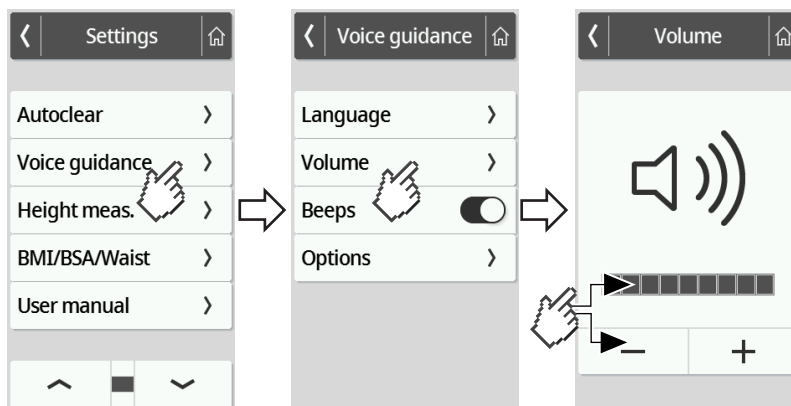 Settings
Autoclear
Voice guidance
Height meas.
BMI/BSA/Waist
User manual
Voice guidance
Language
Volume
Beeps
Options
Volume